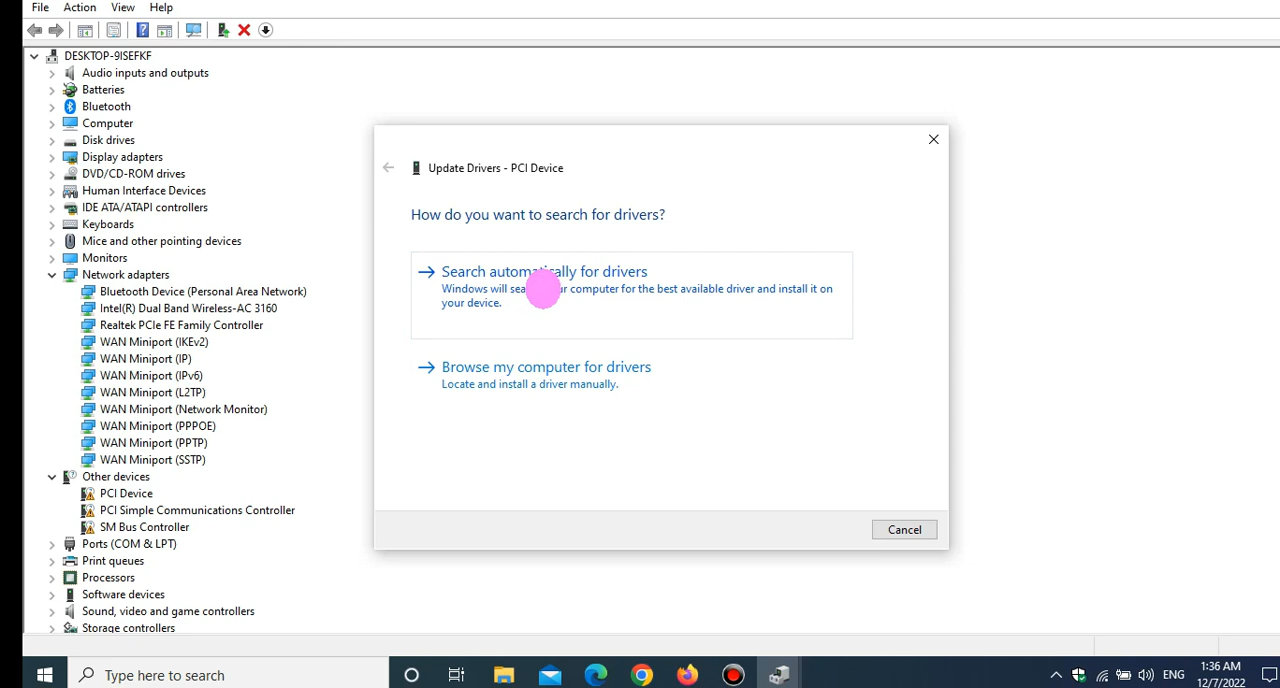 File Action View Help
DESKTOP-9ISEFKF
Audio inputs and outputs
Batteries
Bluetooth
Computer
Disk drives
Display adapters
DVD/CD-ROM drives
Human Interface Devices
IDE ATA/ATAPI controllers
Keyboards
Mice and other pointing devices
Monitors
Network adapters
Bluetooth Device (Personal Area Network)
Intel(R) Dual Band Wireless-AC 3160
Realtek PCIe FE Family Controller
WAN Miniport (IKEv2)
WAN Miniport (IP)
WAN Miniport (IPv6)
WAN Miniport (L2TP)
WAN Miniport (Network Monitor)
WAN Miniport (PPPOE)
WAN Miniport (PPTP)
WAN Miniport (SSTP)
Other devices
PCI Device
PCI Simple Communications Controller
SM Bus Controller
Ports (COM & LPT)
Print queues
Processors
Software devices
Sound, video and game controllers
Storage controllers
Update Drivers - PCI Device
How do you want to search for drivers?
Search automatically for drivers
Windows will computer for the best available driver and install it on
your device.
Browse my computer for drivers
Locate and install a driver manually.
Cancel
Type here to search
ENG
1:36 AM
12/7/2022